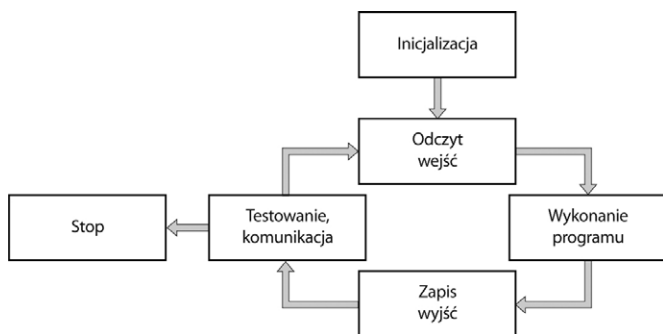 Inicjalizacja
Odczyt
wejść
Stop
Testowanie,
komunikacja
Wykonanie
programu
Zapis
wyjść